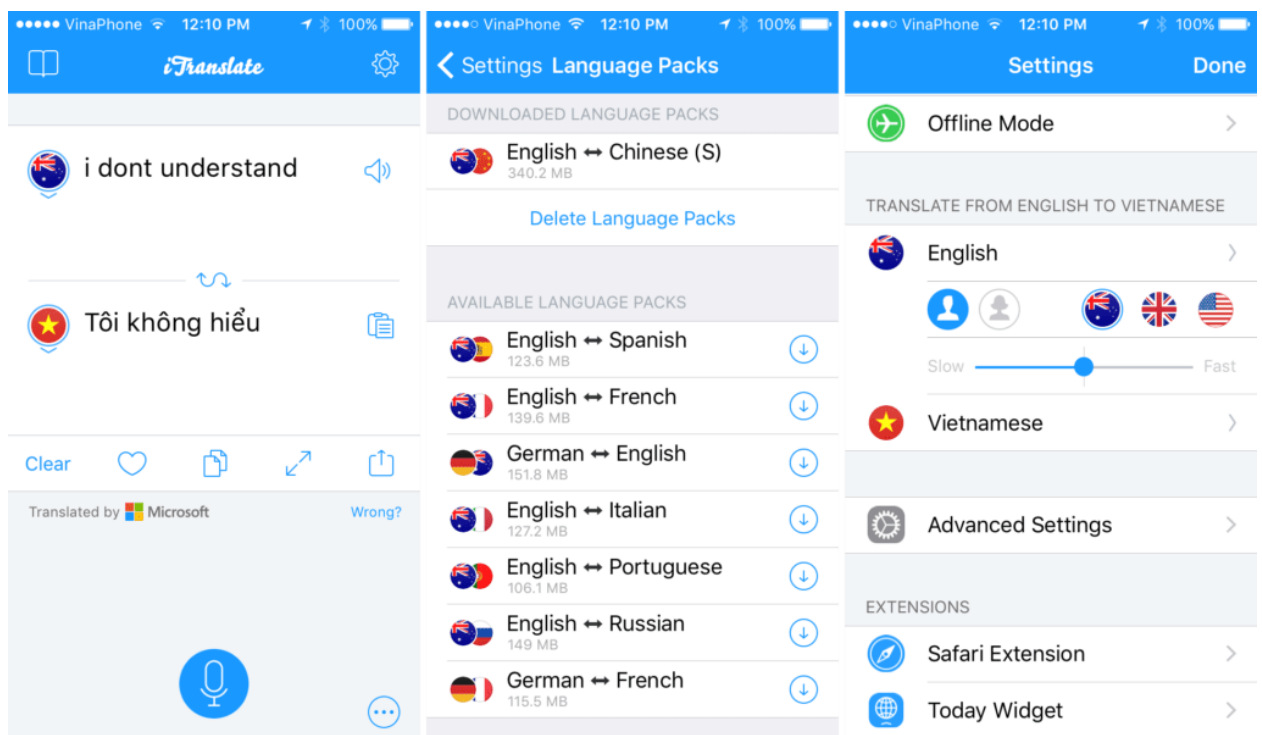 VinaPhone 12:10 PM 100%
iTranslate
i dont understand
Tôi không hiểu
Clear
Translated by Microsoft Wrong?
VinaPhone 12:10 PM 100%
Settings Language Packs
DOWNLOADED LANGUAGE PACKS
English ↔ Chinese (S)
340.2 MB
Delete Language Packs
AVAILABLE LANGUAGE PACKS
English ↔ Spanish
123.6 MB
English ↔ French
139.6 MB
German ↔ English
151.8 MB
English ↔ Italian
127.2 MB
English ↔ Portuguese
106.1 MB
English ↔ Russian
149 MB
German ↔ French
115.5 MB
VinaPhone 12:10 PM 100%
Settings Done
Offline Mode
TRANSLATE FROM ENGLISH TO VIETNAMESE
English
Slow Fast
Vietnamese
Advanced Settings
EXTENSIONS
Safari Extension
Today Widget